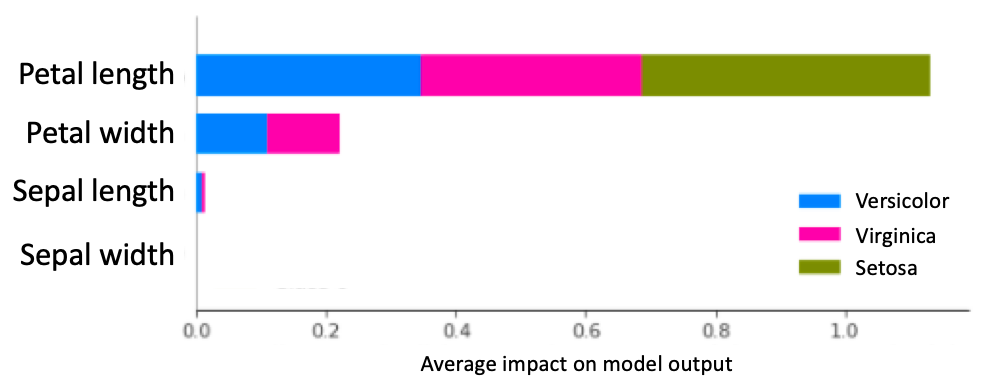 Petal length
Petal width
Sepal length
Sepal width
Versicolor
Virginica
Setosa
0.0 0.2 0.4 0.6 0.8 1.0
Average impact on model output